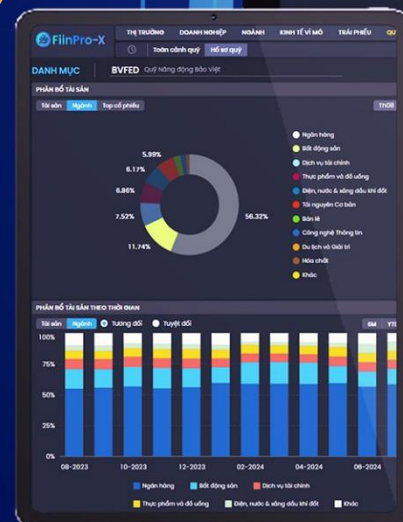 FiinPro-X
THỊ TRƯỜNG DOANH NGHIỆP NGÀNH KINH TẾ VĨ MÔ TRÁI PHIẾU QU
Toàn cảnh quỹ Hồ sơ quỹ
DANH MỤC BVFED Quỹ Năng động Bảo Việt
PHÂN BỔ TÀI SẢN
Tài sản Ngành Top cổ phiếu
5.99%
6.17%
6.86%
7.52%
11.74%
56.32%
Ngân hàng
Bất động sản
Dịch vụ tài chính
Thực phẩm và đồ uống
Điện, nước & xăng dầu khí đốt
Tài nguyên Cơ bản
Bán lẻ
Công nghệ Thông tin
Du lịch và Giải trí
Hóa chất
Khác
PHÂN BỔ TÀI SẢN THEO THỜI GIAN
Tài sản Ngành Tương đối Tuyệt đối 6M YTD
100%
75%
50%
25%
0%
08-2023 10-2023 12-2023 02-2024 04-2024 06-2024
Ngân hàng Bất động sản Dịch vụ tài chính
Thực phẩm và đồ uống Điện, nước & xăng dầu khí đốt Khác